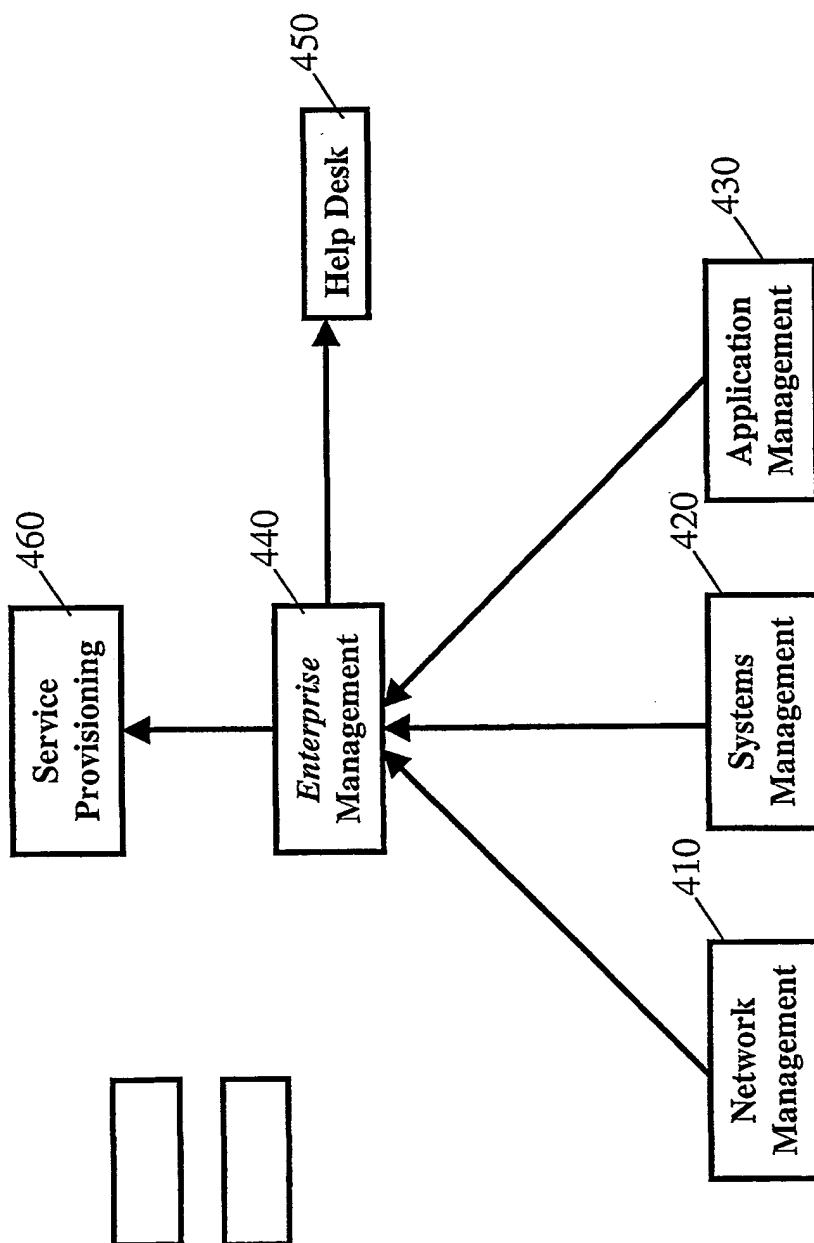 460
Service
Provisioning
440
Enterprise
Management
450
Help Desk
410
Network
Management
420
Systems
Management
430
Application
Management